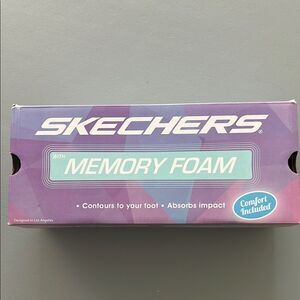 SKECHERS®
WITH
MEMORY FOAM
• Contours to your foot • Absorbs impact
Comfort
Included
Designed in Los Angeles